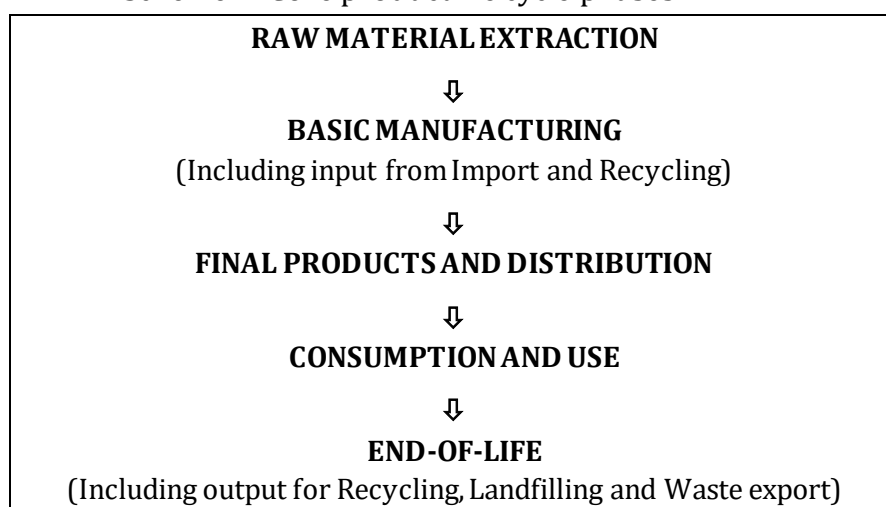 RAW MATERIAL EXTRACTION
⇩
BASIC MANUFACTURING
(Including input from Import and Recycling)
⇩
FINAL PRODUCTS AND DISTRIBUTION
⇩
CONSUMPTION AND USE
⇩
END-OF-LIFE
(Including output for Recycling, Landfilling and Waste export)